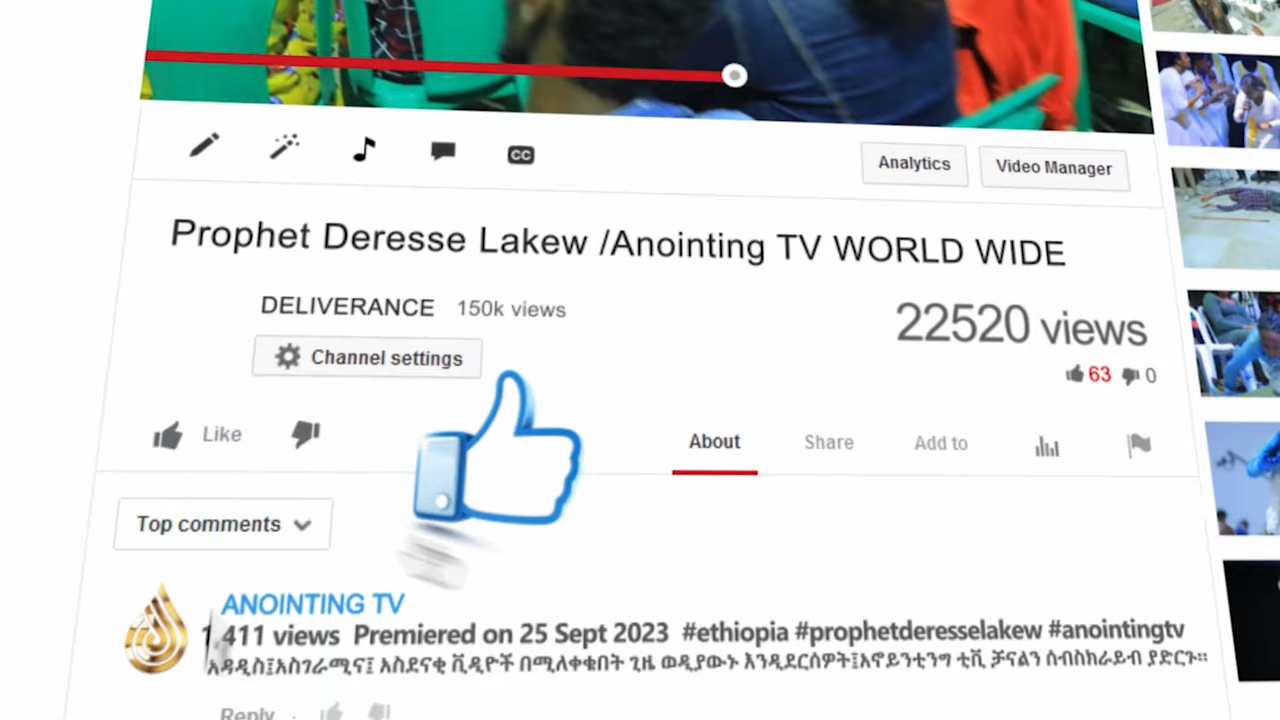 CC
Analytics
Video Manager
Prophet Deresse Lakew /Anointing TV WORLD WIDE
DELIVERANCE 150k views
22520 views
Channel settings
63 0
Like
About Share Add to
Top comments
ANOINTING TV
1,411 views Premiered on 25 Sept 2023 #ethiopia #prophetderesselakew #anointingtv
አዳዲስ፤አስገራሚና፤ አስደናቂ ቪዲዮች በሚለቀቁበት ጊዜ ወዲያውኑ እንዲደርሰዎት፤አኖይንቲንግ ቲቪ ቻናልን ሰብስክራይብ ያድርጉ።
Reply